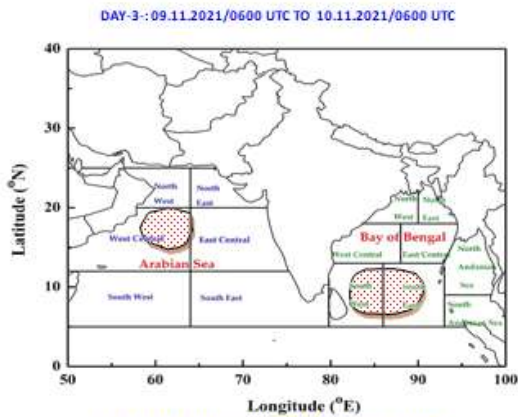 DAY-3-: 09.11.2021/0600 UTC TO 10.11.2021/0600 UTC
40
30
20
10
0
Latitude (°N)
North West
North East
West Central
East Central
Arabian Sea
South West
South East
North West
North East
Bay of Bengal
West Central
East Central
South West
South
North Andaman Sea
South Andaman Sea
50
60
70
80
90
100
Longitude (°E)